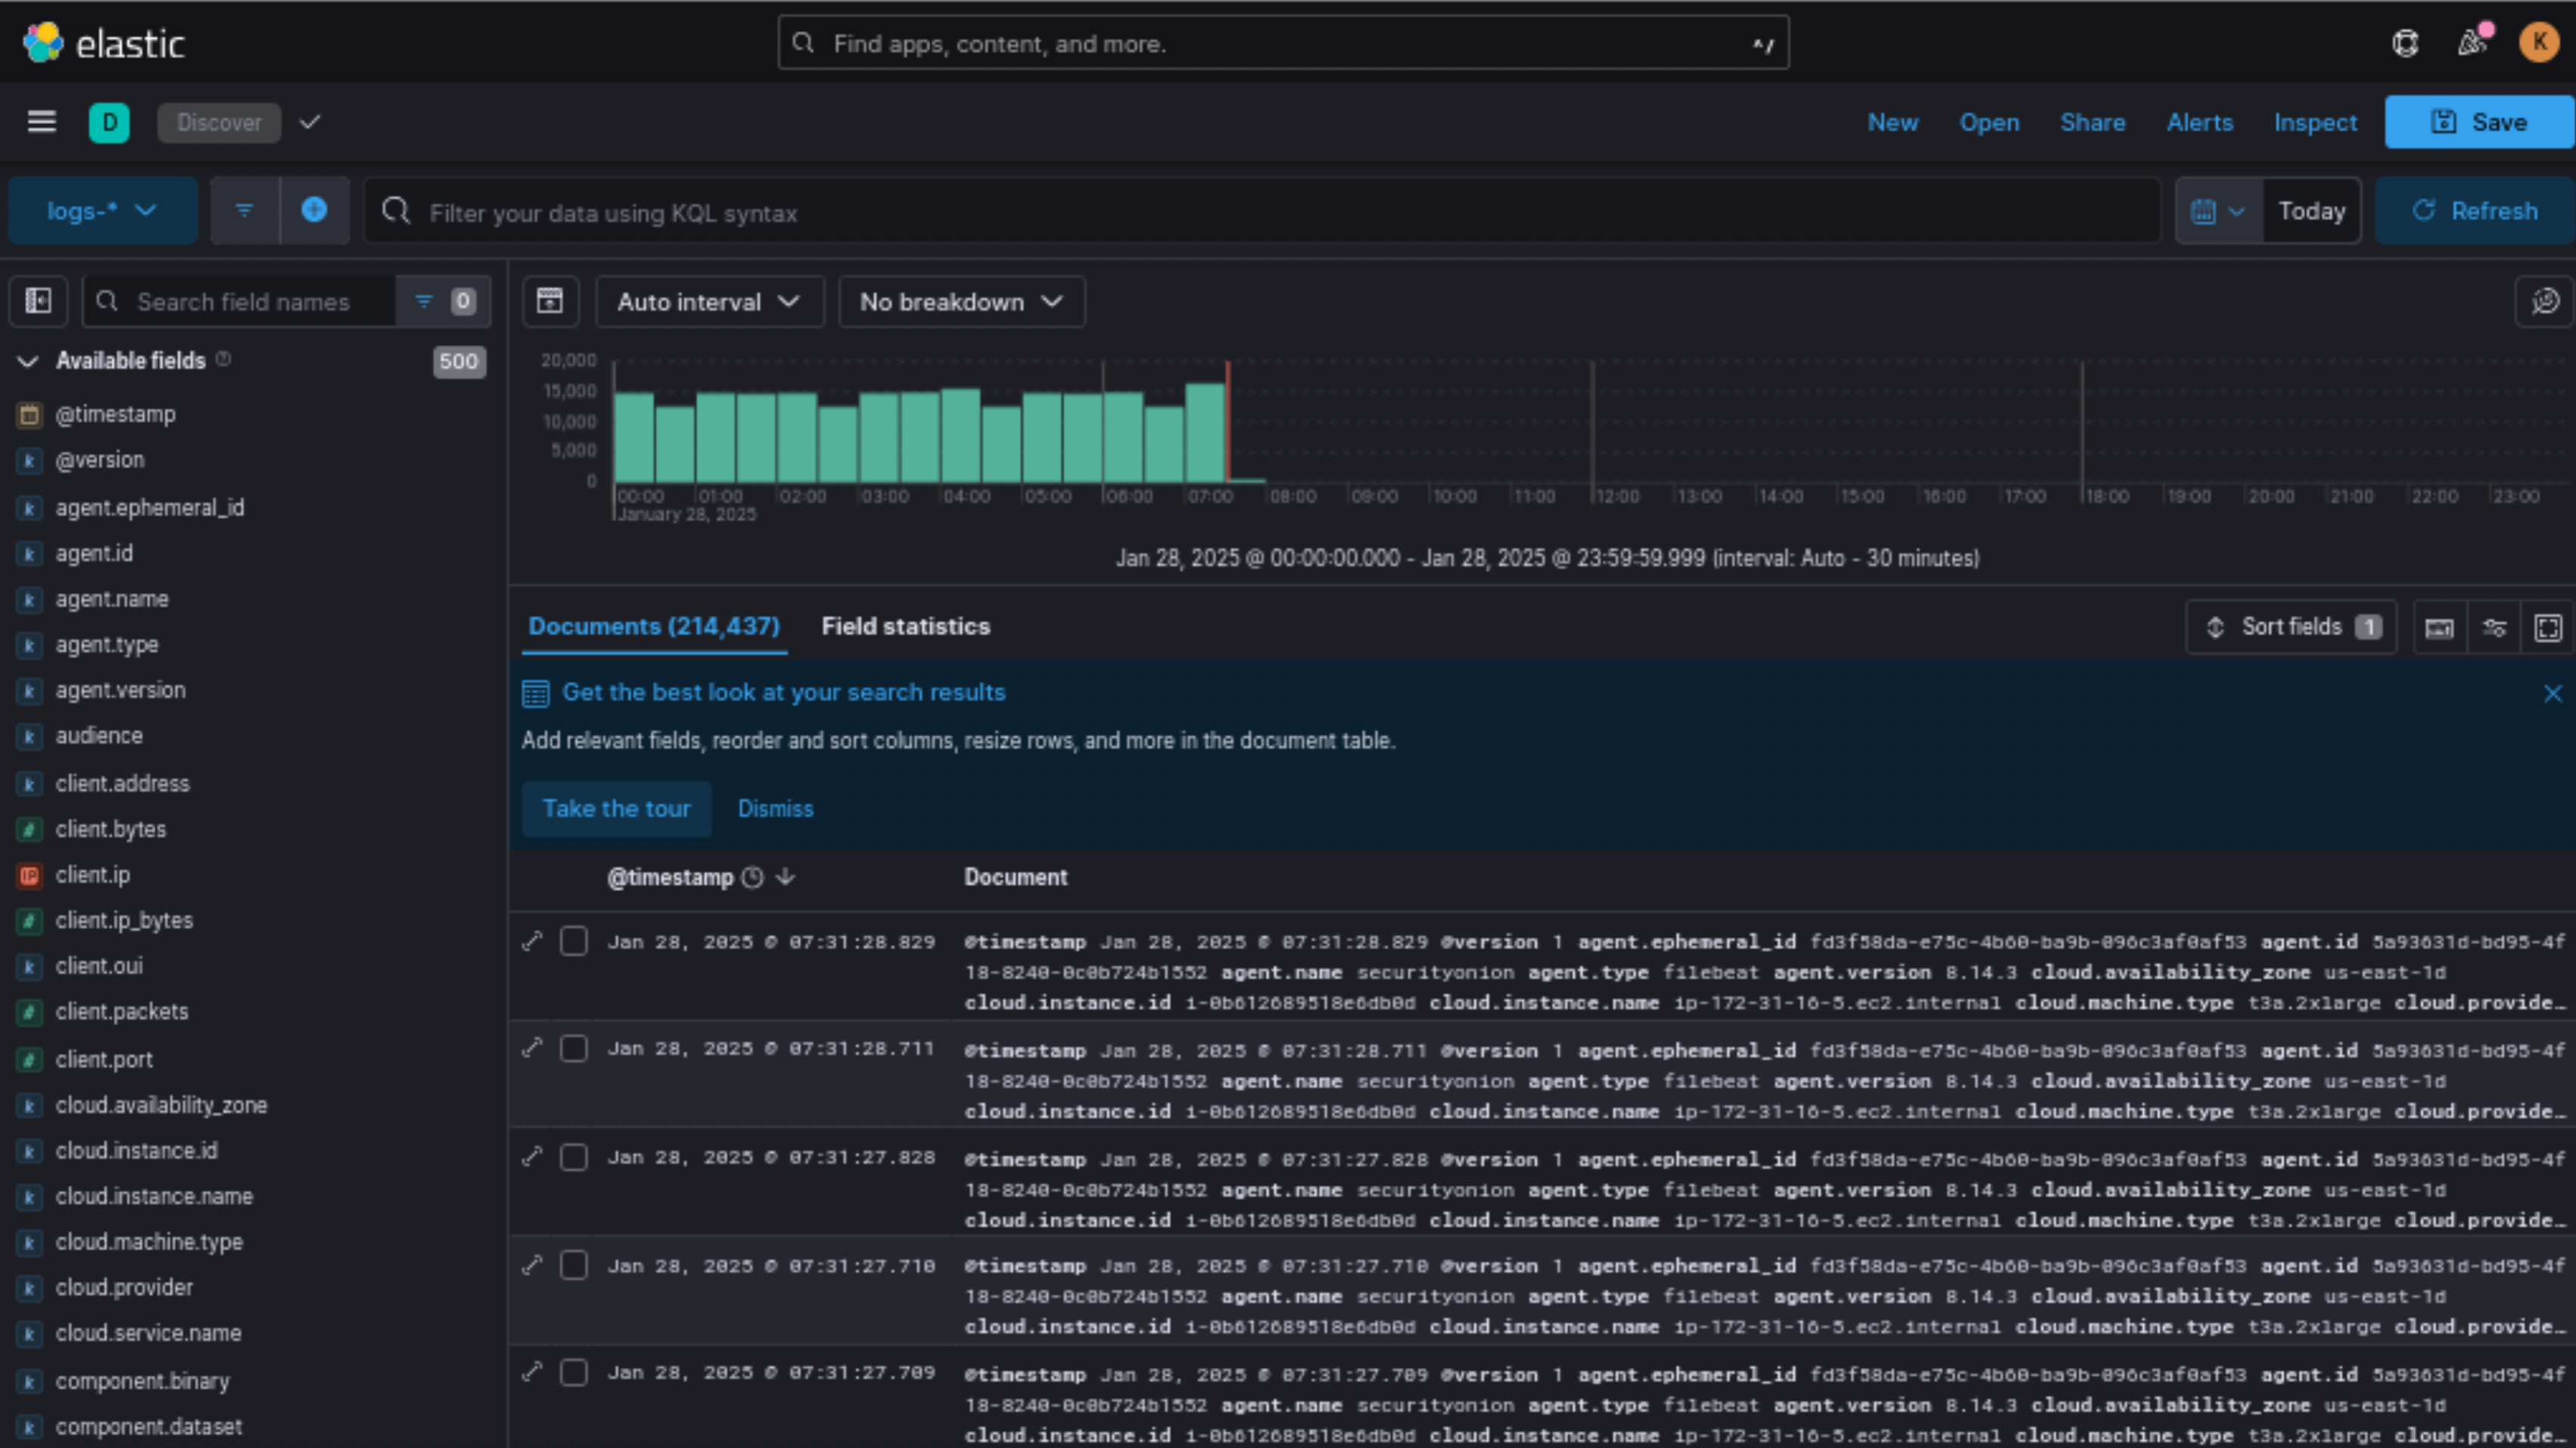 elastic
Find apps, content, and more.
^/
K
D
Discover
New
Open
Share
Alerts
Inspect
Save
logs-*
Filter your data using KQL syntax
Today
Refresh
Search field names
0
Auto interval
No breakdown
Available fields
500
@timestamp
@version
agent.ephemeral_id
agent.id
agent.name
agent.type
agent.version
audience
client.address
client.bytes
client.ip
client.ip_bytes
client.oui
client.packets
client.port
cloud.availability_zone
cloud.instance.id
cloud.instance.name
cloud.machine.type
cloud.provider
cloud.service.name
component.binary
component.dataset
20,000
15,000
10,000
5,000
0
00:00 01:00 02:00 03:00 04:00 05:00 06:00 07:00 08:00 09:00 10:00 11:00 12:00 13:00 14:00 15:00 16:00 17:00 18:00 19:00 20:00 21:00 22:00 23:00
January 28, 2025
Jan 28, 2025 @ 00:00:00.000 - Jan 28, 2025 @ 23:59:59.999 (interval: Auto - 30 minutes)
Documents (214,437)
Field statistics
Sort fields 1
Get the best look at your search results
Add relevant fields, reorder and sort columns, resize rows, and more in the document table.
Take the tour
Dismiss
@timestamp
Document
Jan 28, 2025 @ 07:31:28.829
@timestamp Jan 28, 2025 @ 07:31:28.829 @version 1 agent.ephemeral_id fd3f58da-e75c-4b60-ba9b-096c3af0af53 agent.id 5a93631d-bd95-4f
18-8240-0c0b724b1552 agent.name securityonion agent.type filebeat agent.version 8.14.3 cloud.availability_zone us-east-1d
cloud.instance.id i-0b612689518e6db0d cloud.instance.name ip-172-31-16-5.ec2.internal cloud.machine.type t3a.2xlarge cloud.provide…
Jan 28, 2025 @ 07:31:28.711
@timestamp Jan 28, 2025 @ 07:31:28.711 @version 1 agent.ephemeral_id fd3f58da-e75c-4b60-ba9b-096c3af0af53 agent.id 5a93631d-bd95-4f
18-8240-0c0b724b1552 agent.name securityonion agent.type filebeat agent.version 8.14.3 cloud.availability_zone us-east-1d
cloud.instance.id i-0b612689518e6db0d cloud.instance.name ip-172-31-16-5.ec2.internal cloud.machine.type t3a.2xlarge cloud.provide…
Jan 28, 2025 @ 07:31:27.828
@timestamp Jan 28, 2025 @ 07:31:27.828 @version 1 agent.ephemeral_id fd3f58da-e75c-4b60-ba9b-096c3af0af53 agent.id 5a93631d-bd95-4f
18-8240-0c0b724b1552 agent.name securityonion agent.type filebeat agent.version 8.14.3 cloud.availability_zone us-east-1d
cloud.instance.id i-0b612689518e6db0d cloud.instance.name ip-172-31-16-5.ec2.internal cloud.machine.type t3a.2xlarge cloud.provide…
Jan 28, 2025 @ 07:31:27.710
@timestamp Jan 28, 2025 @ 07:31:27.710 @version 1 agent.ephemeral_id fd3f58da-e75c-4b60-ba9b-096c3af0af53 agent.id 5a93631d-bd95-4f
18-8240-0c0b724b1552 agent.name securityonion agent.type filebeat agent.version 8.14.3 cloud.availability_zone us-east-1d
cloud.instance.id i-0b612689518e6db0d cloud.instance.name ip-172-31-16-5.ec2.internal cloud.machine.type t3a.2xlarge cloud.provide…
Jan 28, 2025 @ 07:31:27.709
@timestamp Jan 28, 2025 @ 07:31:27.709 @version 1 agent.ephemeral_id fd3f58da-e75c-4b60-ba9b-096c3af0af53 agent.id 5a93631d-bd95-4f
18-8240-0c0b724b1552 agent.name securityonion agent.type filebeat agent.version 8.14.3 cloud.availability_zone us-east-1d
cloud.instance.id i-0b612689518e6db0d cloud.instance.name ip-172-31-16-5.ec2.internal cloud.machine.type t3a.2xlarge cloud.provide…